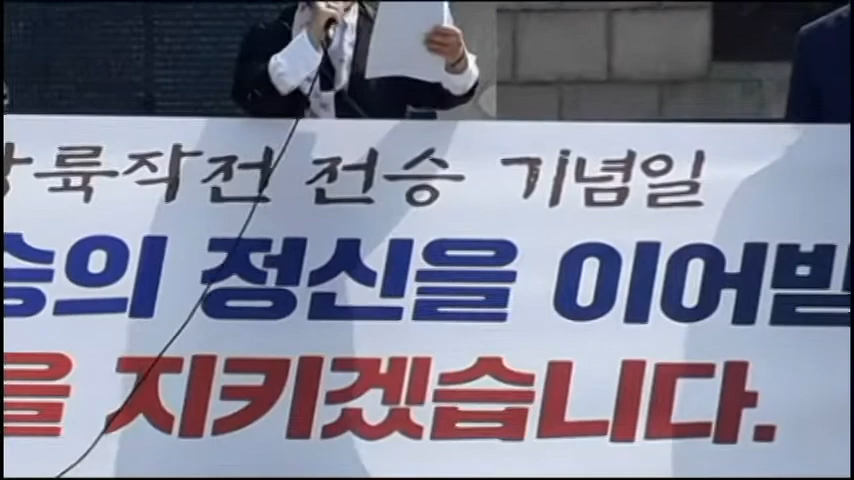 륙작전 전승 기념일
승의 정신을 이어받
을 지키겠습니다.